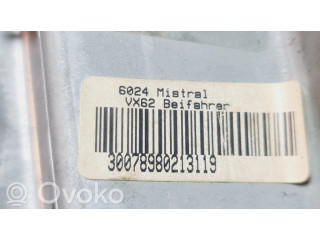 6024 Mistral
VX62 Beifahrer
30078980213119
OVOKO